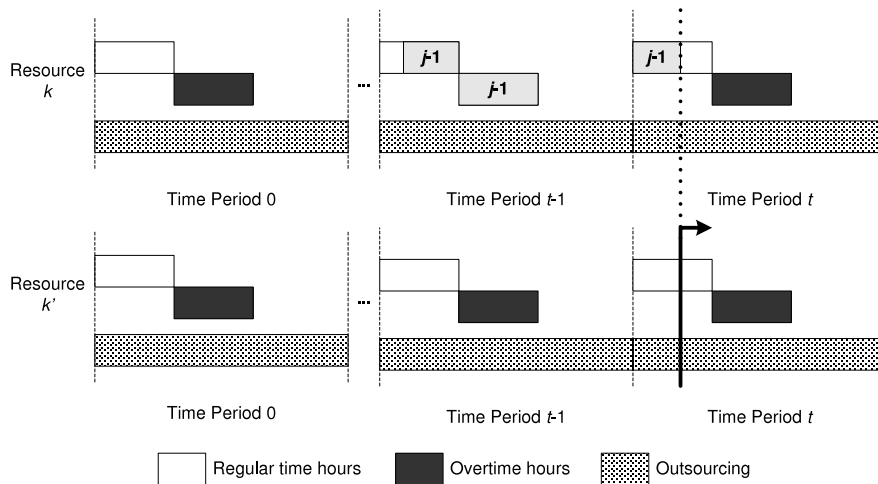 Resource
k
j-1
j-1
...
j-1
Time Period 0
Time Period t-1
Time Period t
Resource
k'
...
Time Period 0
Time Period t-1
Time Period t
Regular time hours
Overtime hours
Outsourcing